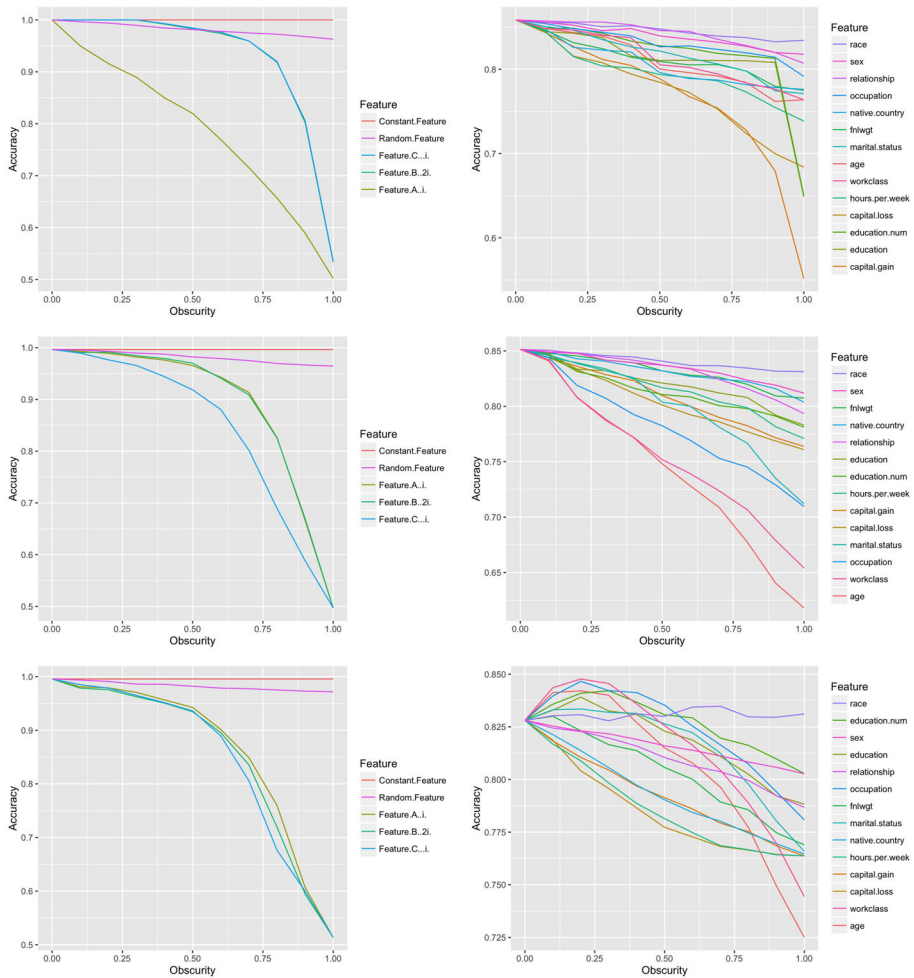 1.0
0.9
0.8
0.7
0.6
0.5
Accuracy
0.00
0.25
0.50
0.75
1.00
Obscurity
Feature
Constant.Feature
Random.Feature
Feature.C...i.
Feature.B..2i.
Feature.A..i.
0.8
0.7
0.6
Accuracy
0.00
0.25
0.50
0.75
1.00
Obscurity
Feature
race
sex
relationship
occupation
native.country
fnlwgt
marital.status
age
workclass
hours.per.week
capital.loss
education.num
education
capital.gain
1.0
0.9
0.8
0.7
0.6
0.5
Accuracy
0.00
0.25
0.50
0.75
1.00
Obscurity
Feature
Constant.Feature
Random.Feature
Feature.A..i.
Feature.B..2i.
Feature.C...i.
0.85
0.80
0.75
0.70
0.65
Accuracy
0.00
0.25
0.50
0.75
1.00
Obscurity
Feature
race
sex
fnlwgt
native.country
relationship
education
education.num
hours.per.week
capital.gain
capital.loss
marital.status
occupation
workclass
age
1.0
0.9
0.8
0.7
0.6
0.5
Accuracy
0.00
0.25
0.50
0.75
1.00
Obscurity
Feature
Constant.Feature
Random.Feature
Feature.A..i.
Feature.B..2i.
Feature.C...i.
0.850
0.825
0.800
0.775
0.750
0.725
Accuracy
0.00
0.25
0.50
0.75
1.00
Obscurity
Feature
race
education.num
sex
education
relationship
occupation
fnlwgt
marital.status
native.country
hours.per.week
capital.gain
capital.loss
workclass
age